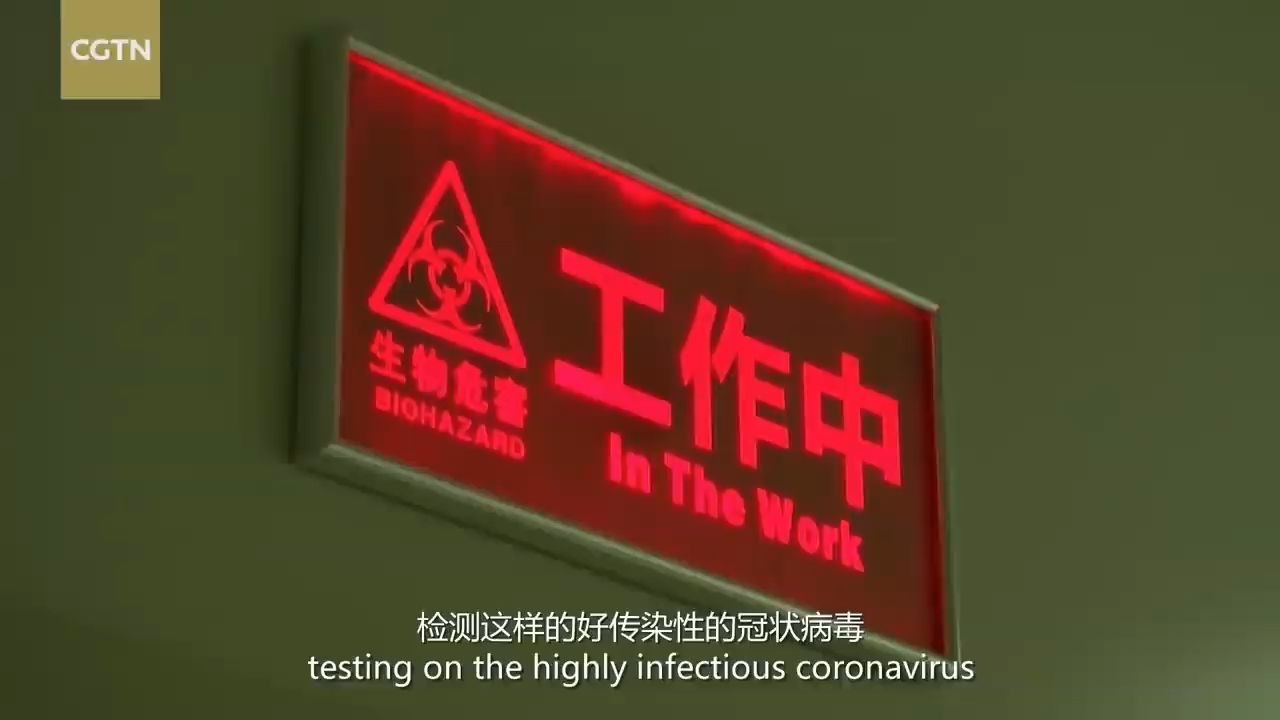 CGTN
工作中
In The Work
生物危害
BIOHAZARD
检测这样的好传染性的冠状病毒
testing on the highly infectious coronavirus